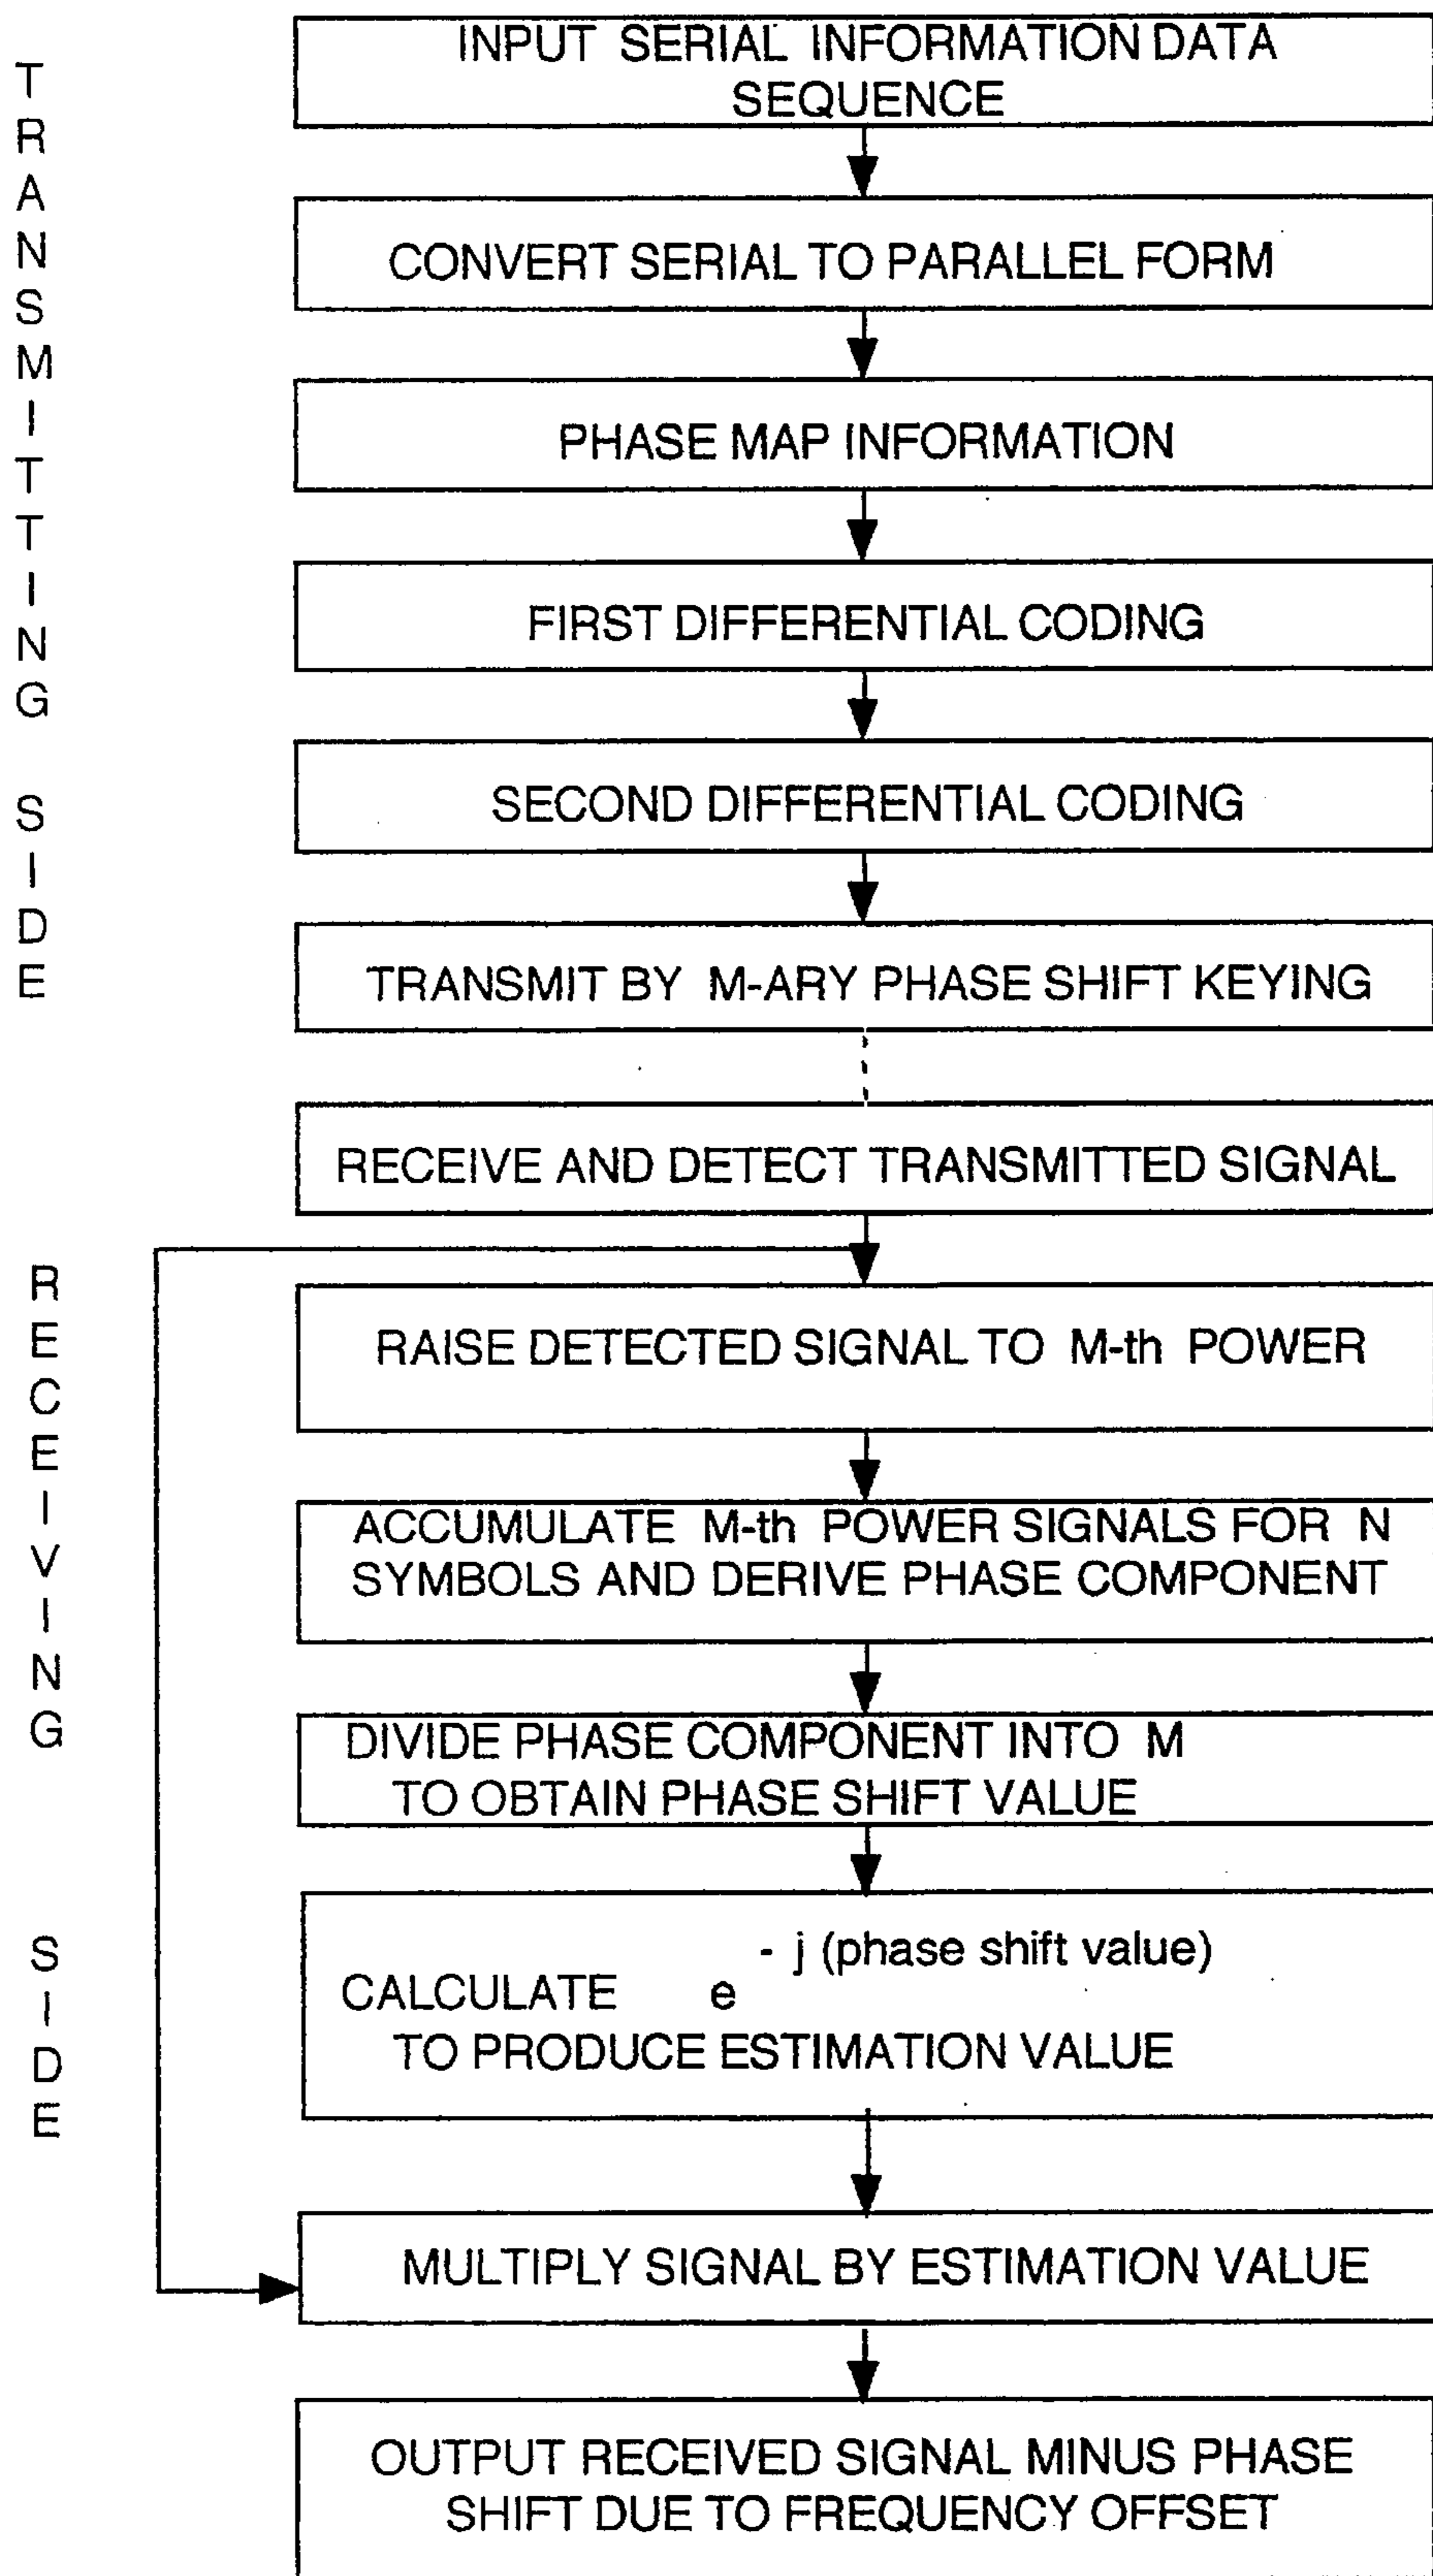 TRANSMITTING SIDE
INPUT SERIAL INFORMATION DATA
SEQUENCE
CONVERT SERIAL TO PARALLEL FORM
PHASE MAP INFORMATION
FIRST DIFFERENTIAL CODING
SECOND DIFFERENTIAL CODING
TRANSMIT BY M-ARY PHASE SHIFT KEYING
RECEIVING SIDE
RECEIVE AND DETECT TRANSMITTED SIGNAL
RAISE DETECTED SIGNAL TO M-th POWER
ACCUMULATE M-th POWER SIGNALS FOR N
SYMBOLS AND DERIVE PHASE COMPONENT
DIVIDE PHASE COMPONENT INTO M
TO OBTAIN PHASE SHIFT VALUE
CALCULATE e - j (phase shift value)
TO PRODUCE ESTIMATION VALUE
MULTIPLY SIGNAL BY ESTIMATION VALUE
OUTPUT RECEIVED SIGNAL MINUS PHASE
SHIFT DUE TO FREQUENCY OFFSET